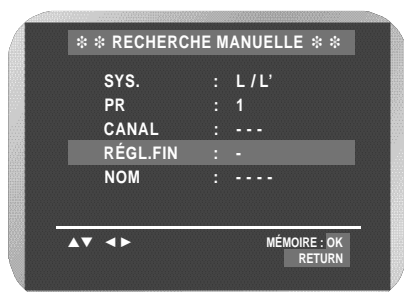 ❇ ❇ RECHERCHE MANUELLE ❇ ❇
SYS. : L / L’
PR : 1
CANAL : - - -
RÉGL.FIN : -
NOM : - - - -
▲▼ ◄► MÉMOIRE : OK
RETURN